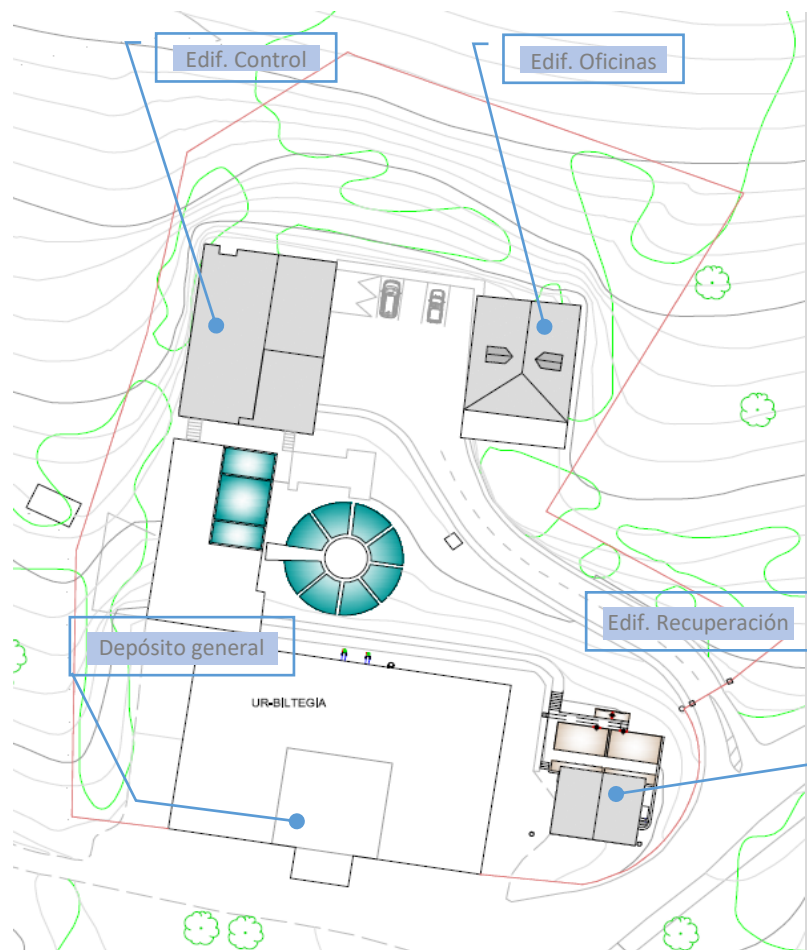 Edif. Control
Edif. Oficinas
Edif. Recuperación
Depósito general
UR-BILTEGIA